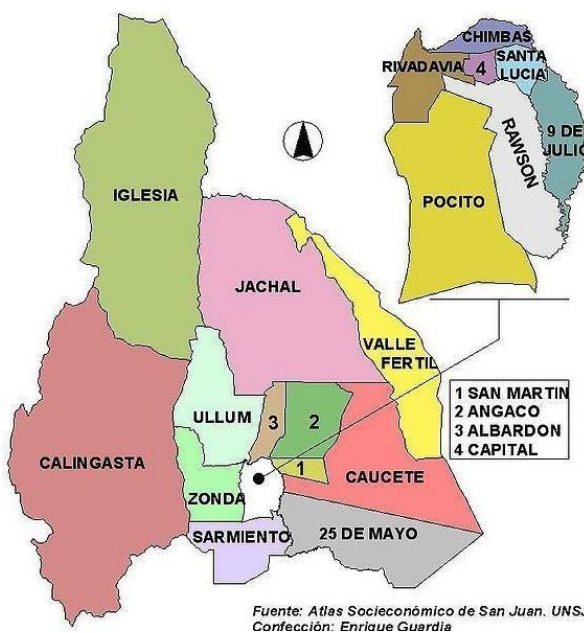 CHIMBAS
RIVADAVIA
4
SANTA
LUCIA
9 DE
JULIO
RAWSON
POCITO
IGLESIA
JACHAL
VALLE
FERTIL
1 SAN MARTIN
2 ANGACO
3 ALBARDON
4 CAPITAL
ULLUM
3
2
1
CALINGASTA
CAUCETE
ZONDA
SARMIENTO
25 DE MAYO
Fuente: Atlas Socieconómico de San Juan. UNSJ
Confección: Enrique Guardia